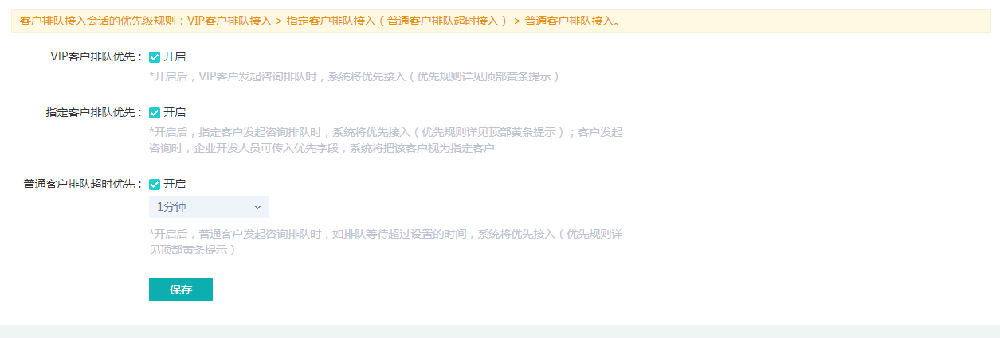 客户排队接入会话的优先级规则：VIP客户排队接入 > 指定客户排队接入（普通客户排队超时接入） > 普通客户排队接入。
VIP客户排队优先： 开启
*开启后，VIP客户发起咨询排队时，系统将优先接入（优先规则详见顶部黄条提示）
指定客户排队优先： 开启
*开启后，指定客户发起咨询排队时，系统将优先接入（优先规则详见顶部黄条提示）；客户发起
咨询时，企业开发人员可传入优先字段，系统将把该客户视为指定客户
普通客户排队超时优先： 开启
1分钟
*开启后，普通客户发起咨询排队时，如排队等待超过设置的时间，系统将优先接入（优先规则详
见顶部黄条提示）
保存